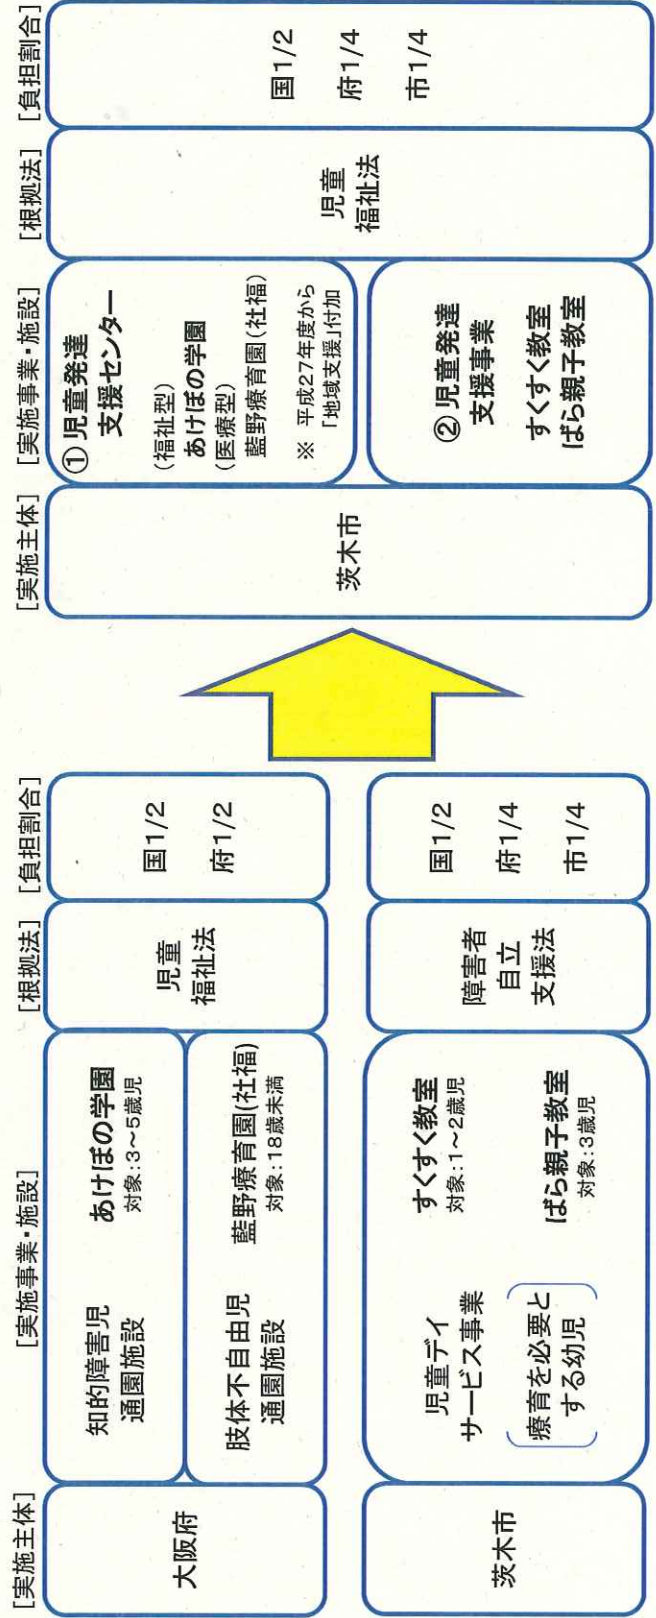 [実施主体]
[実施事業・施設]
[根拠法]
[負担割合]
大阪府
知的障害児
通園施設
あけぼの学園
対象:3～5歳児
肢体不自由児
通園施設
藍野療育園(社福)
対象:18歳未満
児童
福祉法
国1/2
府1/2
茨木市
児童デイ
サービス事業
療育を必要と
する幼児
すくすく教室
対象:1～2歳児
ばら親子教室
対象:3歳児
障害者
自立
支援法
国1/2
府1/4
市1/4
[実施主体]
[実施事業・施設]
[根拠法]
[負担割合]
茨木市
①児童発達
支援センター
(福祉型)
あけぼの学園
(医療型)
藍野療育園(社福)
※ 平成27年度から
「地域支援」付加
②児童発達
支援事業
すくすく教室
ばら親子教室
児童
福祉法
国1/2
府1/4
市1/4